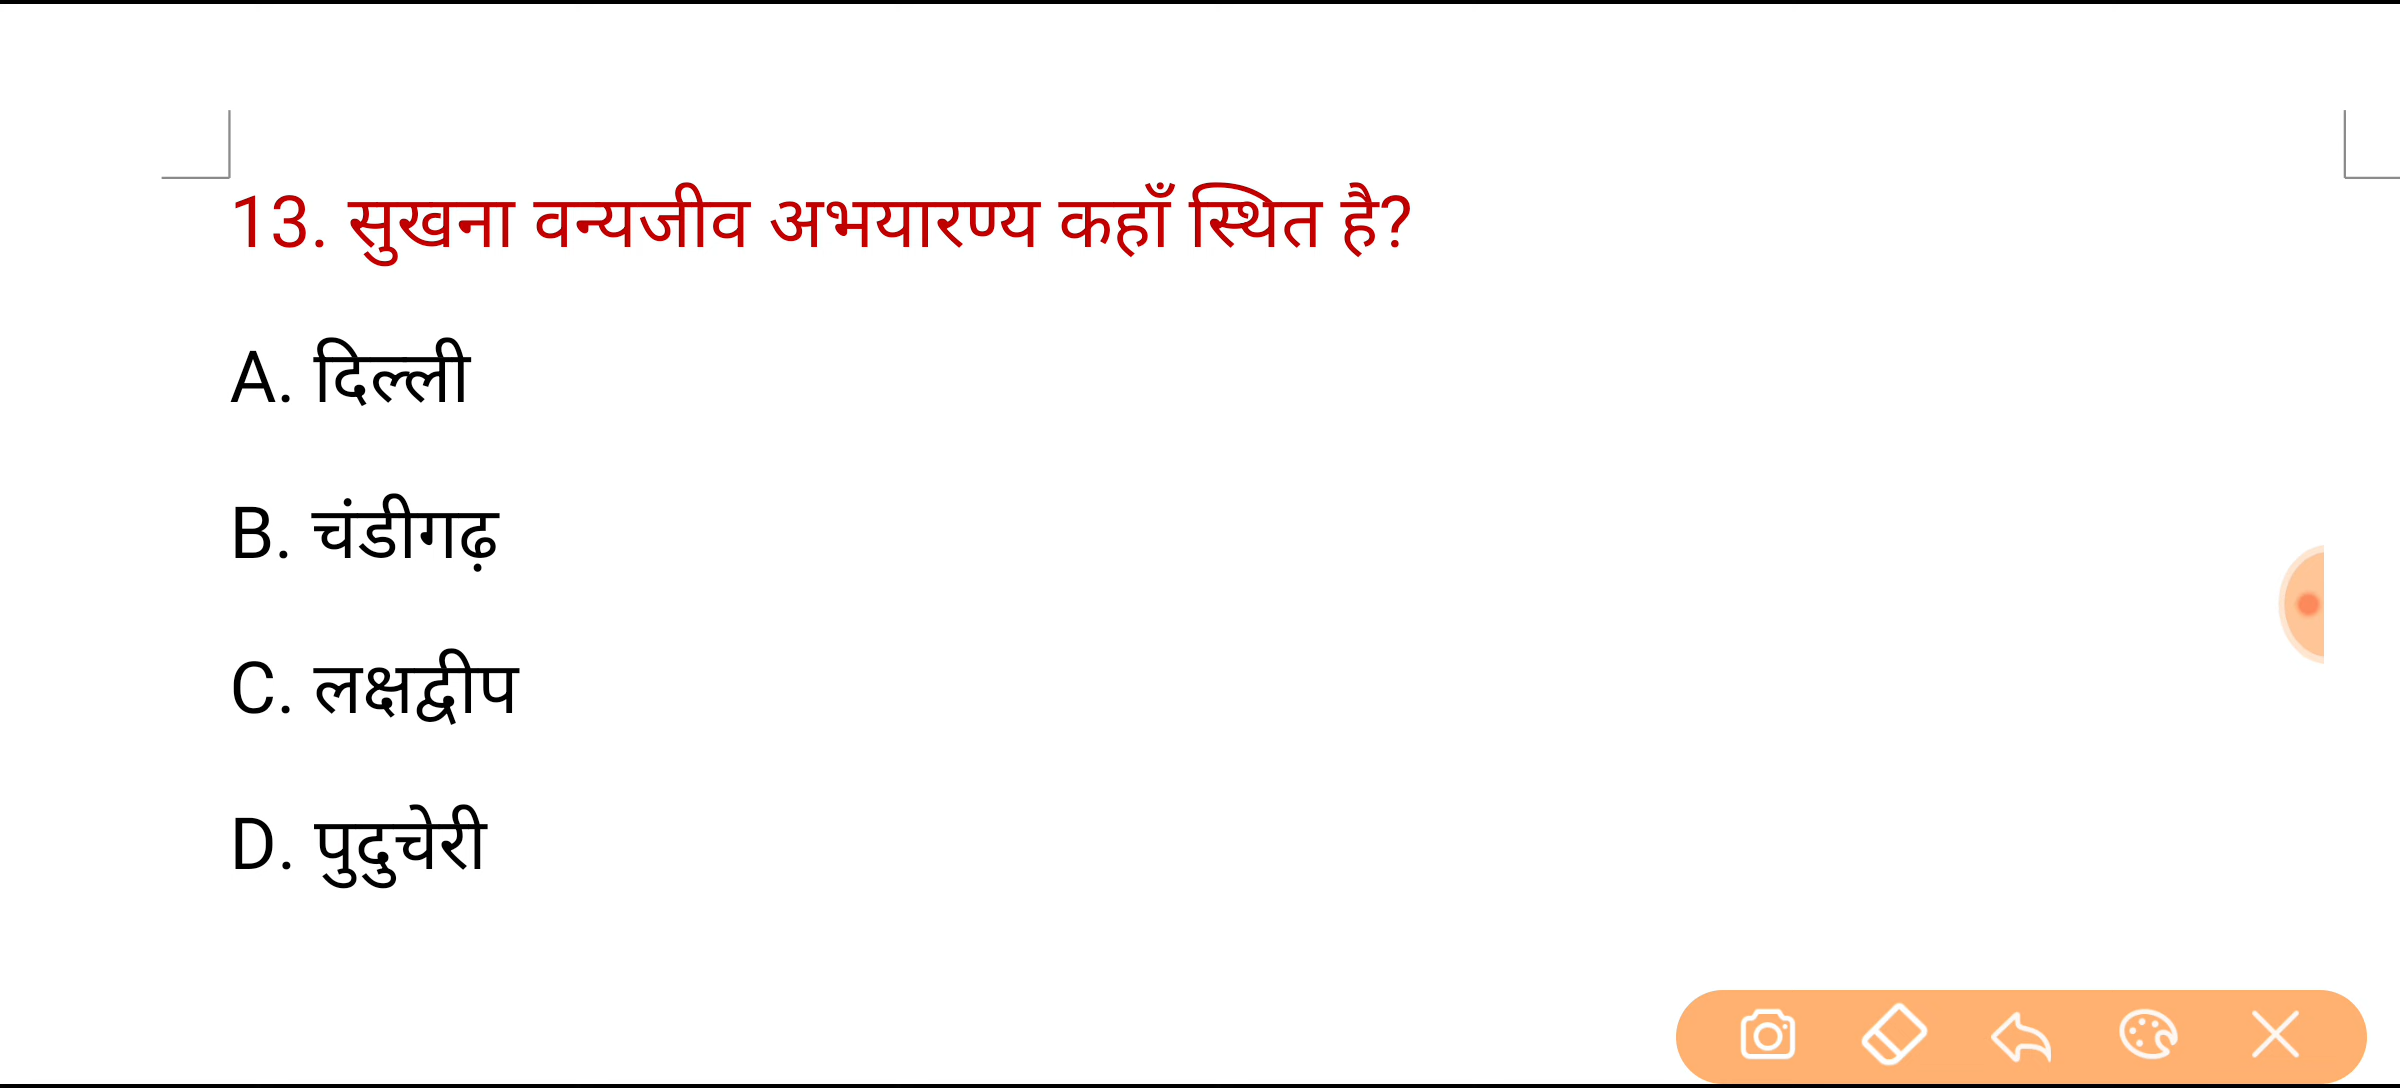 13. सुखना वन्यजीव अभयारण्य कहाँ स्थित है?
A. दिल्ली
B. चंडीगढ़
C. लक्षद्वीप
D. पुदुचेरी